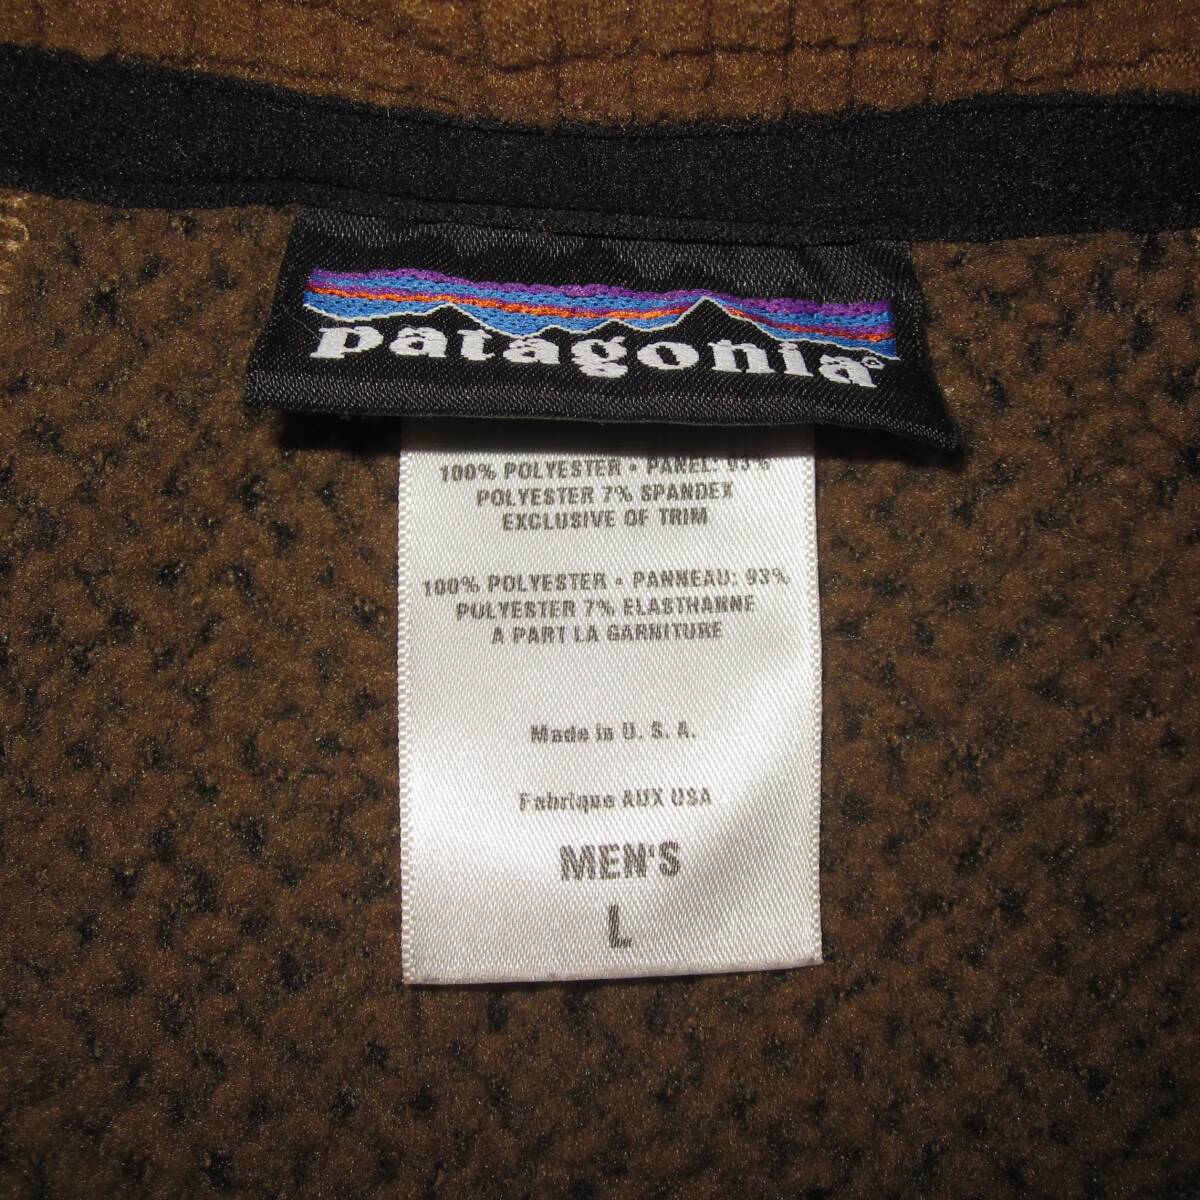 patagonia®
100% POLYESTER • PANEL: 93%
POLYESTER 7% SPANDEX
EXCLUSIVE OF TRIM
100% POLYESTER • PANNEAU: 93%
POLYESTER 7% ELASTHANNE
A PART LA GARNITURE
Made in U. S. A.
Fabrique AUX USA
MEN'S
L